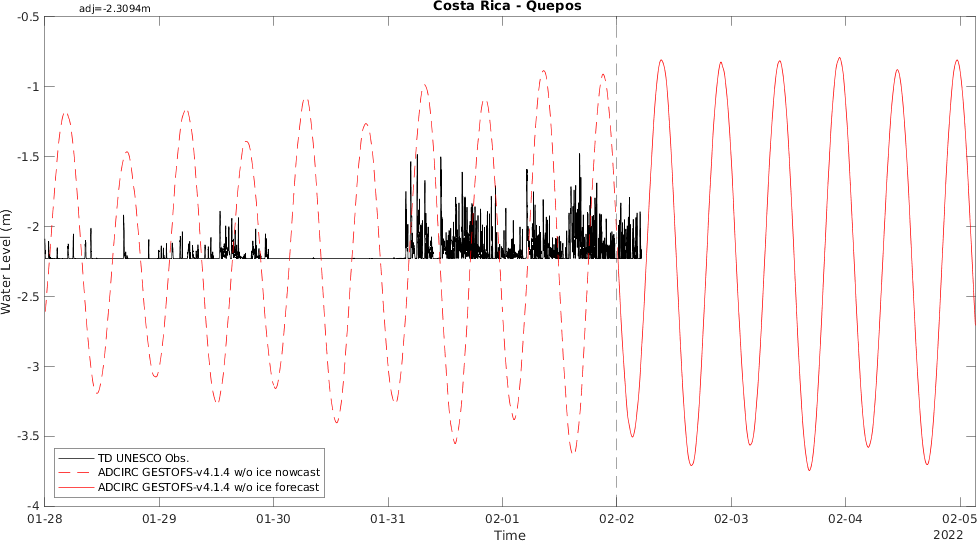 adj=-2.3094m
Costa Rica - Quepos
-0.5
-1
-1.5
-2
-2.5
-3
-3.5
-4
Water Level (m)
TD UNESCO Obs.
ADCIRC GESTOFS-v4.1.4 w/o ice nowcast
ADCIRC GESTOFS-v4.1.4 w/o ice forecast
01-28 01-29 01-30 01-31 02-01 02-02 02-03 02-04 02-05
Time
2022